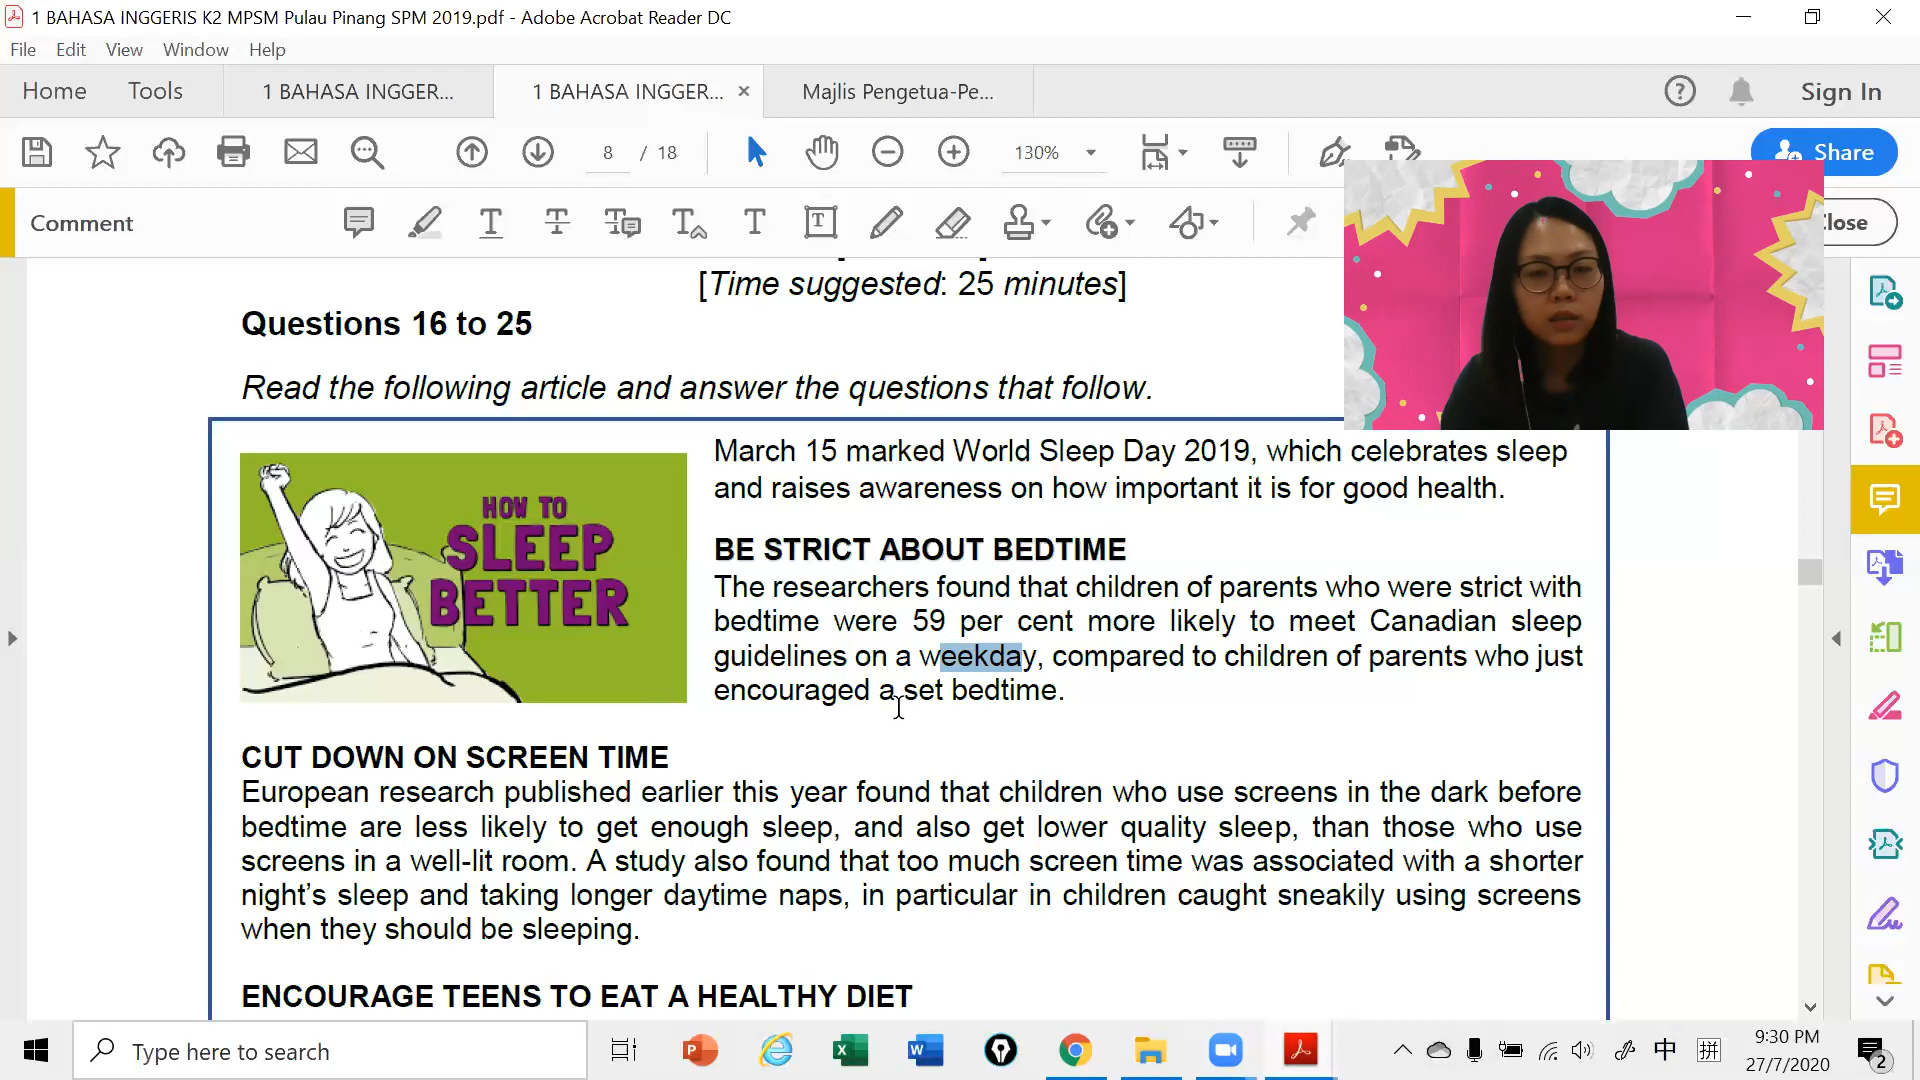 1 BAHASA INGGERIS K2 MPSM Pulau Pinang SPM 2019.pdf - Adobe Acrobat Reader DC
File Edit View Window Help
Home Tools 1 BAHASA INGGER... 1 BAHASA INGGER... × Majlis Pengetua-Pe... Sign In
8 / 18 130% Share
Comment lose
[Time suggested: 25 minutes]
Questions 16 to 25
Read the following article and answer the questions that follow.
HOW TO
SLEEP
BETTER
March 15 marked World Sleep Day 2019, which celebrates sleep
and raises awareness on how important it is for good health.
BE STRICT ABOUT BEDTIME
The researchers found that children of parents who were strict with
bedtime were 59 per cent more likely to meet Canadian sleep
guidelines on a weekday, compared to children of parents who just
encouraged a set bedtime.
CUT DOWN ON SCREEN TIME
European research published earlier this year found that children who use screens in the dark before
bedtime are less likely to get enough sleep, and also get lower quality sleep, than those who use
screens in a well-lit room. A study also found that too much screen time was associated with a shorter
night’s sleep and taking longer daytime naps, in particular in children caught sneakily using screens
when they should be sleeping.
ENCOURAGE TEENS TO EAT A HEALTHY DIET
Type here to search
中 拼 9:30 PM
27/7/2020 2